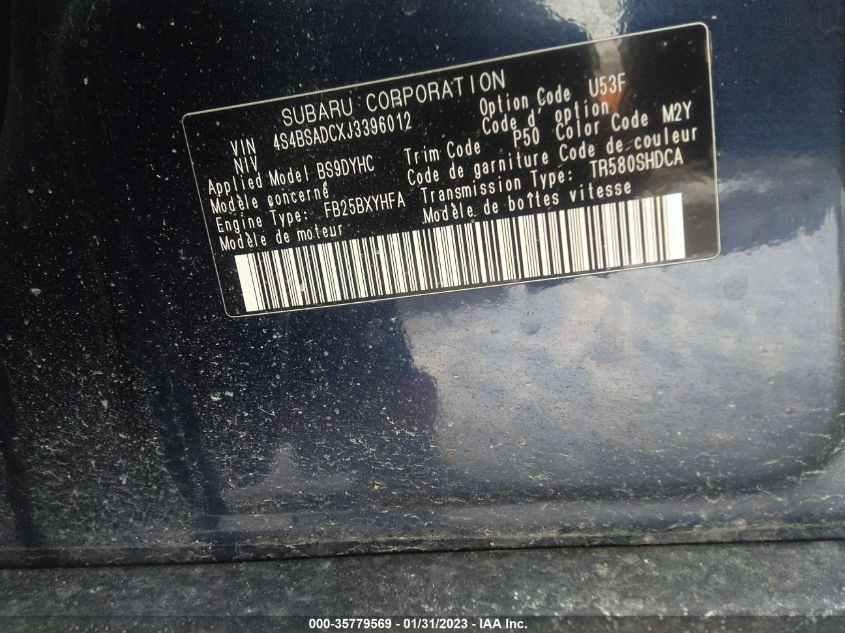 SUBARU CORPORATION
VIN 4S4BSADCXJ3396012 Option Code U53F
NIV Code d'option
Applied Model BS9DYHC Trim Code P50 Color Code M2Y
Modèle concerné Code de garniture Code de couleur
Engine Type: FB25BXYHFA Transmission Type: TR580SHDCA
Modèle de moteur Modèle de boîtes vitesse
000-35779569 - 01/31/2023 - IAA Inc.